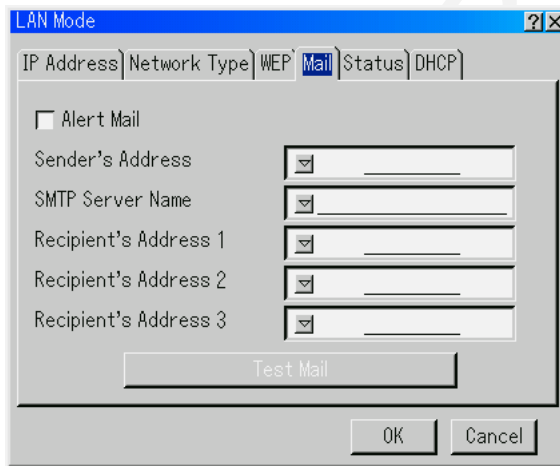 LAN Mode
IP Address Network Type WEP Mail Status DHCP
Alert Mail
Sender's Address
SMTP Server Name
Recipient's Address 1
Recipient's Address 2
Recipient's Address 3
Test Mail
OK Cancel